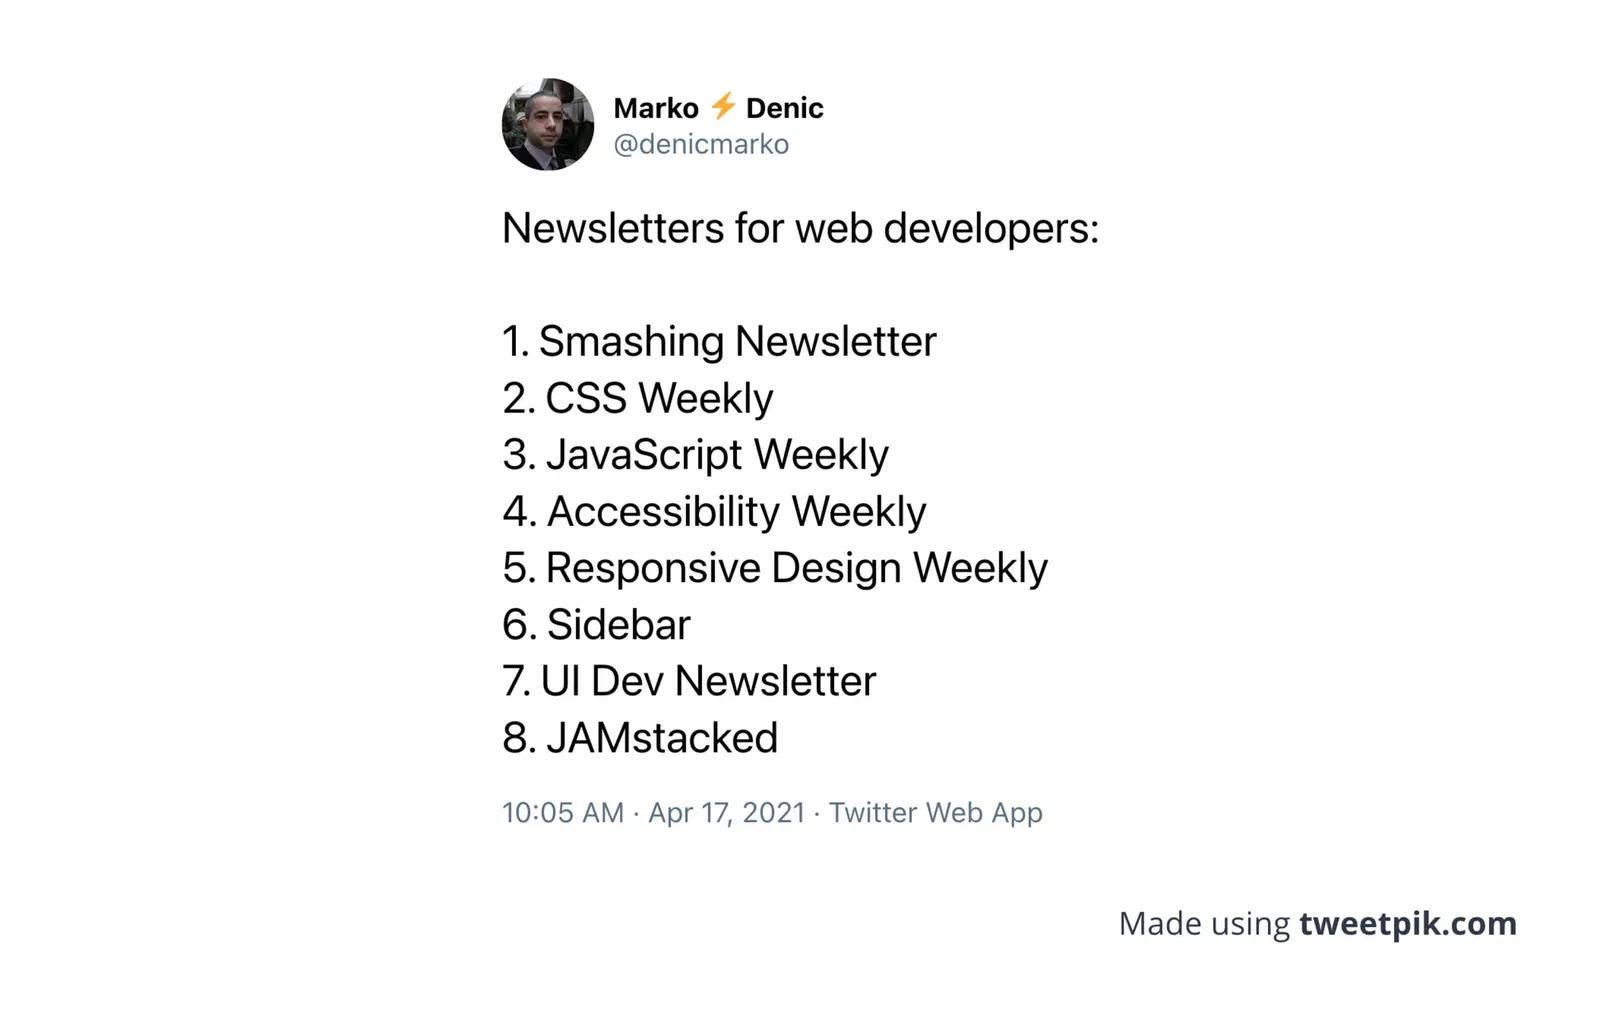 Marko ⚡ Denic
@denicmarko
Newsletters for web developers:
1. Smashing Newsletter
2. CSS Weekly
3. JavaScript Weekly
4. Accessibility Weekly
5. Responsive Design Weekly
6. Sidebar
7. UI Dev Newsletter
8. JAMstacked
10:05 AM · Apr 17, 2021 · Twitter Web App
Made using tweetpik.com